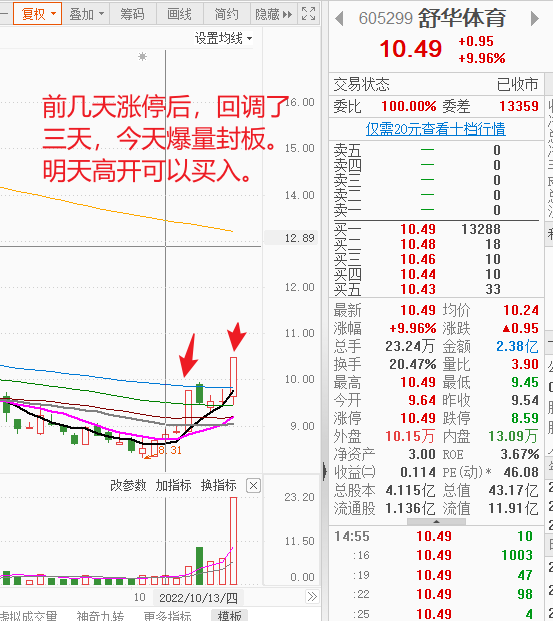 复权 叠加 筹码 画线 简约 隐藏
设置均线
前几天涨停后，回调了
三天，今天爆量封板。
明天高开可以买入。
16.00
15.00
14.00
12.89
12.00
11.00
10.00
9.00
8.31
改参数 加指标 换指标
23.20
11.50
0.00
10 2022/10/13/四
虚拟成交量 神奇九转 更多指标 模板
605299 舒华体育
10.49 +0.95
+9.96%
交易状态 已收市
委比 100.00% 委差 13359
仅需20元查看十档行情
卖五 — 0
卖四 — 0
卖三 — 0
卖二 — 0
卖一 — 0
买一 10.49 13288
买二 10.48 18
买三 10.46 10
买四 10.44 10
买五 10.43 33
最新 10.49 均价 10.24
涨幅 +9.96% 涨跌 ▲0.95
总手 23.24万 金额 2.38亿
换手 20.47% 量比 3.90
最高 10.49 最低 9.45
今开 9.64 昨收 9.54
涨停 10.49 跌停 8.59
外盘 10.15万 内盘 13.09万
净资产 3.00 ROE 3.67%
收益㈡ 0.114 PE(动)* 46.08
总股本 4.115亿 总值 43.17亿
流通股 1.136亿 流值 11.91亿
14:55 10.49 10
:16 10.49 1003
:19 10.49 47
:22 10.49 98
:25 10.49 4